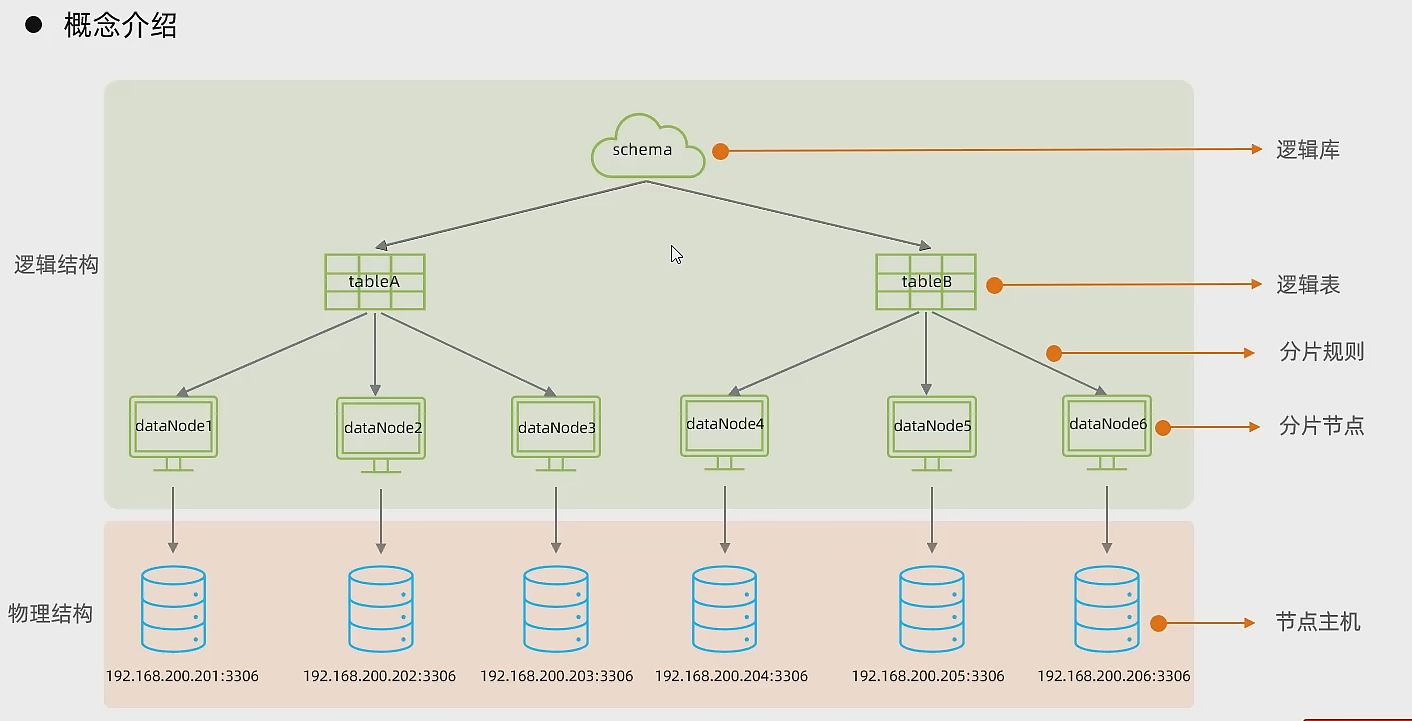 ● 概念介绍
schema
逻辑库
逻辑结构
tableA
tableB
逻辑表
分片规则
dataNode1
dataNode2
dataNode3
dataNode4
dataNode5
dataNode6
分片节点
物理结构
节点主机
192.168.200.201:3306
192.168.200.202:3306
192.168.200.203:3306
192.168.200.204:3306
192.168.200.205:3306
192.168.200.206:3306